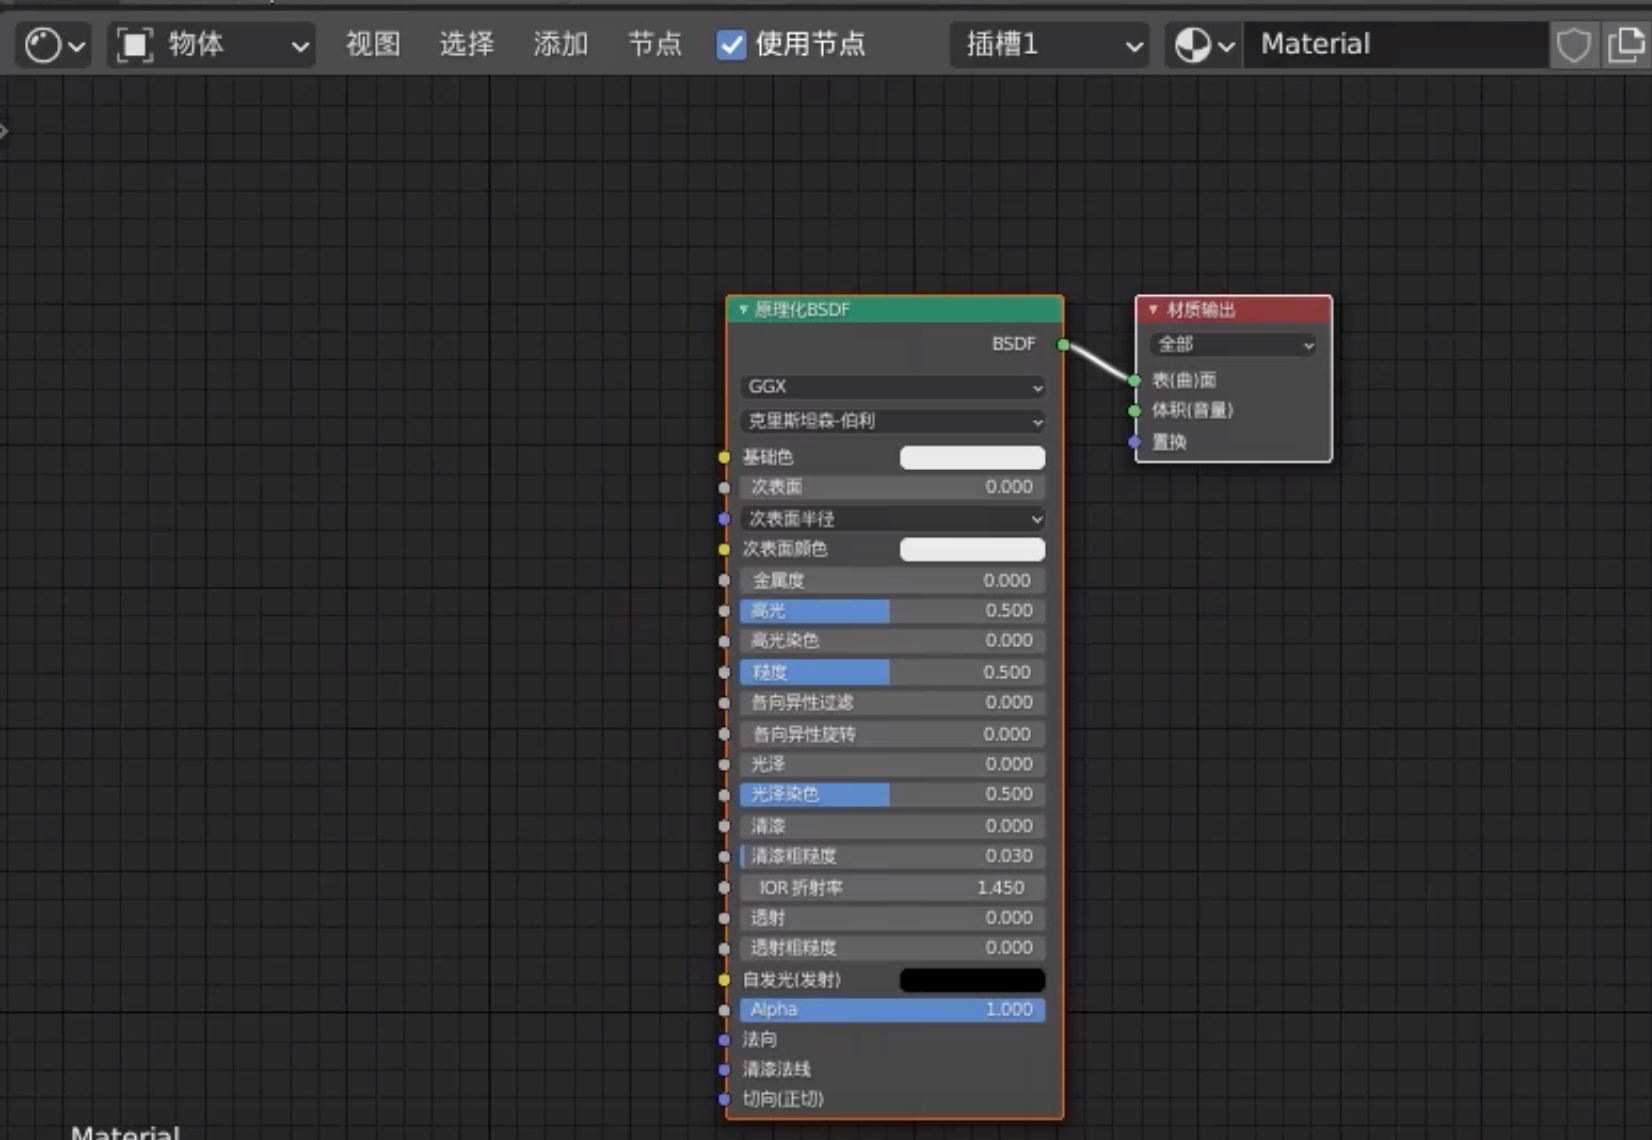 物体 视图 选择 添加 节点 使用节点 插槽1 Material
原理化BSDF
BSDF
GGX
克里斯坦森-伯利
基础色
次表面 0.000
次表面半径
次表面颜色
金属度 0.000
高光 0.500
高光染色 0.000
糙度 0.500
各向异性过滤 0.000
各向异性旋转 0.000
光泽 0.000
光泽染色 0.500
清漆 0.000
清漆粗糙度 0.030
IOR 折射率 1.450
透射 0.000
透射粗糙度 0.000
自发光(发射)
Alpha 1.000
法向
清漆法线
切向(正切)
材质输出
全部
表(曲)面
体积(音量)
置换
Material